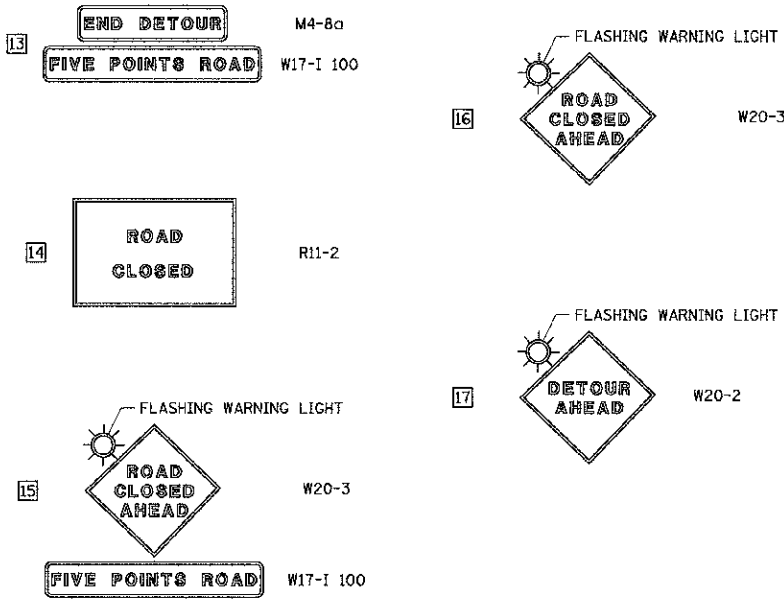 13
END DETOUR M4-8a
FIVE POINTS ROAD W17-I 100
14
ROAD
CLOSED
R11-2
FLASHING WARNING LIGHT
15
ROAD
CLOSED
AHEAD
W20-3
FIVE POINTS ROAD W17-I 100
FLASHING WARNING LIGHT
16
ROAD
CLOSED
AHEAD
W20-3
FLASHING WARNING LIGHT
17
DETOUR
AHEAD
W20-2